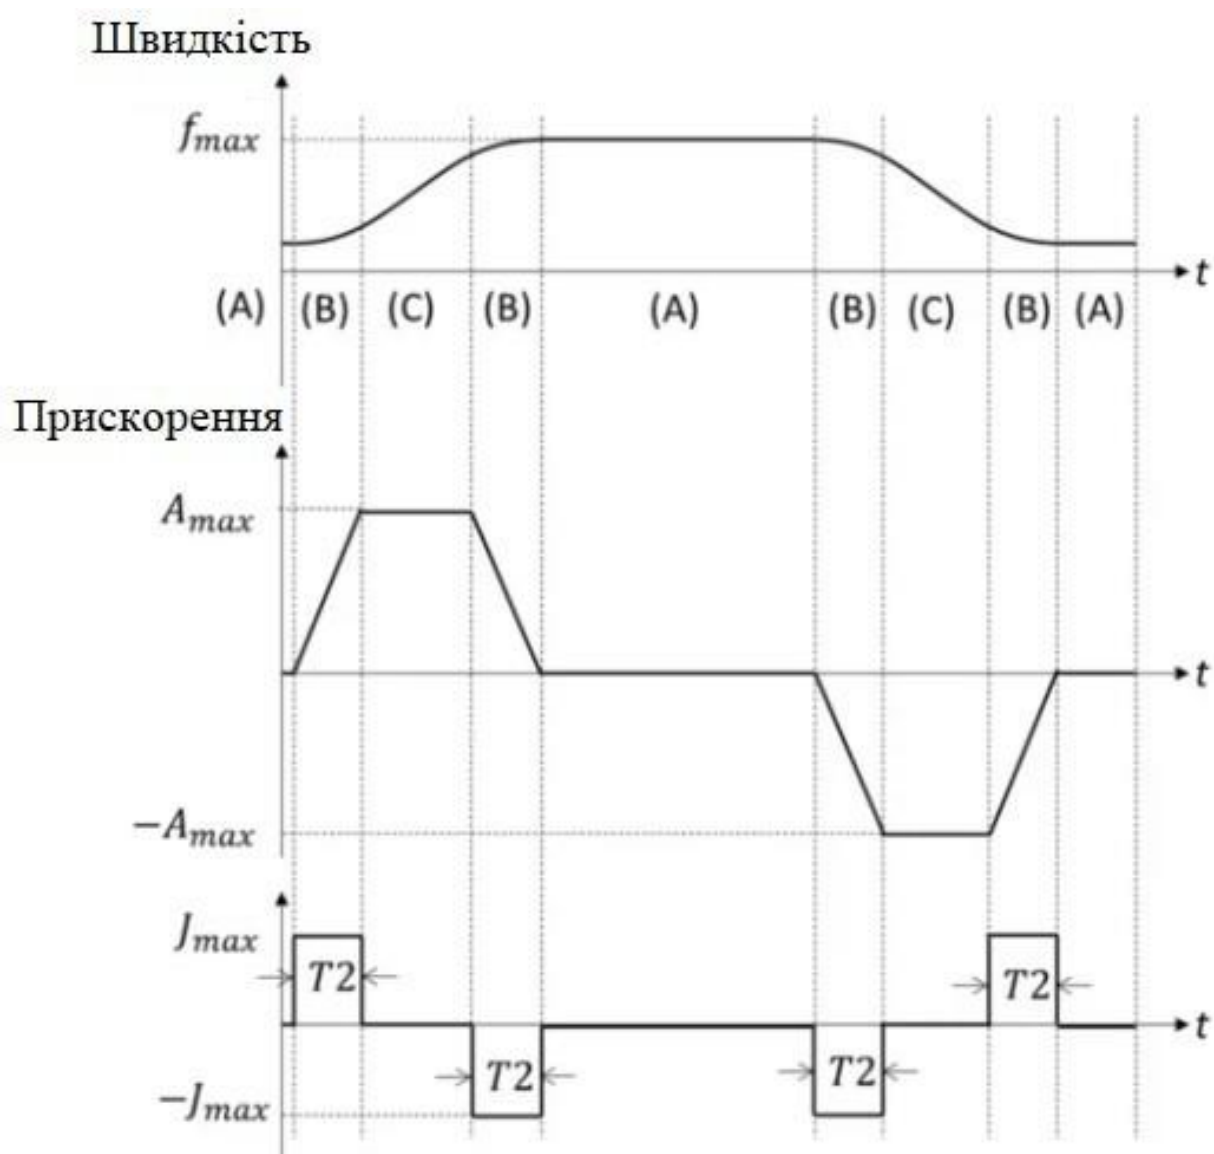 Швидкість
f_max
t
(A) (B) (C) (B) (A) (B) (C) (B) (A)
Прискорення
A_max
t
−A_max
J_max
T2 T2
t
T2 T2
−J_max